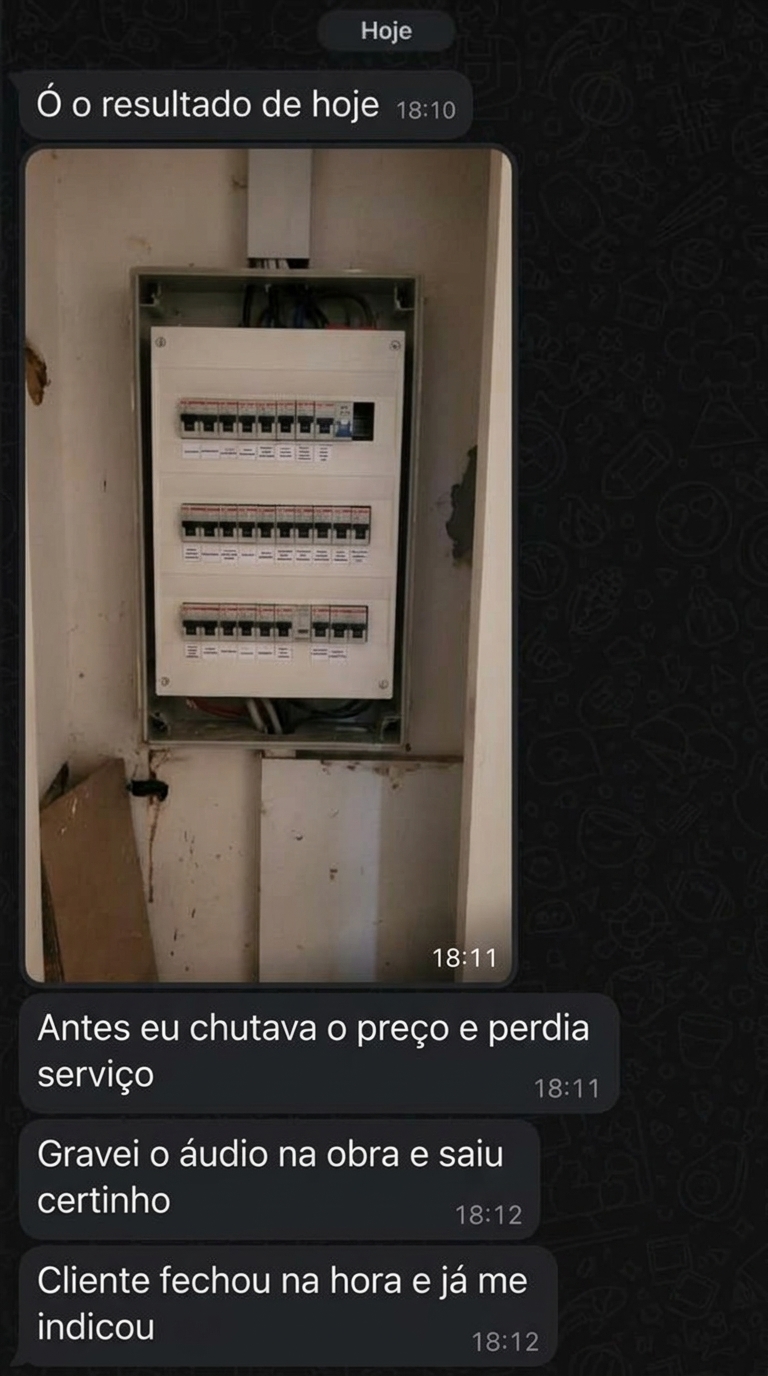 Hoje
Ó o resultado de hoje 18:10
18:11
Antes eu chutava o preço e perdia
serviço 18:11
Gravei o áudio na obra e saiu
certinho 18:12
Cliente fechou na hora e já me
indicou 18:12